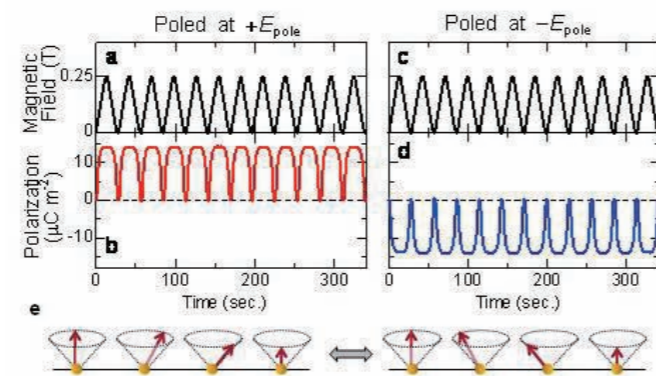 Poled at +Epole
Poled at −Epole
a
c
Magnetic
Field (T)
0.25
0
b
d
Polarization
(μC m-2)
10
0
-10
0 100 200 300
0 100 200 300
Time (sec.)
Time (sec.)
e